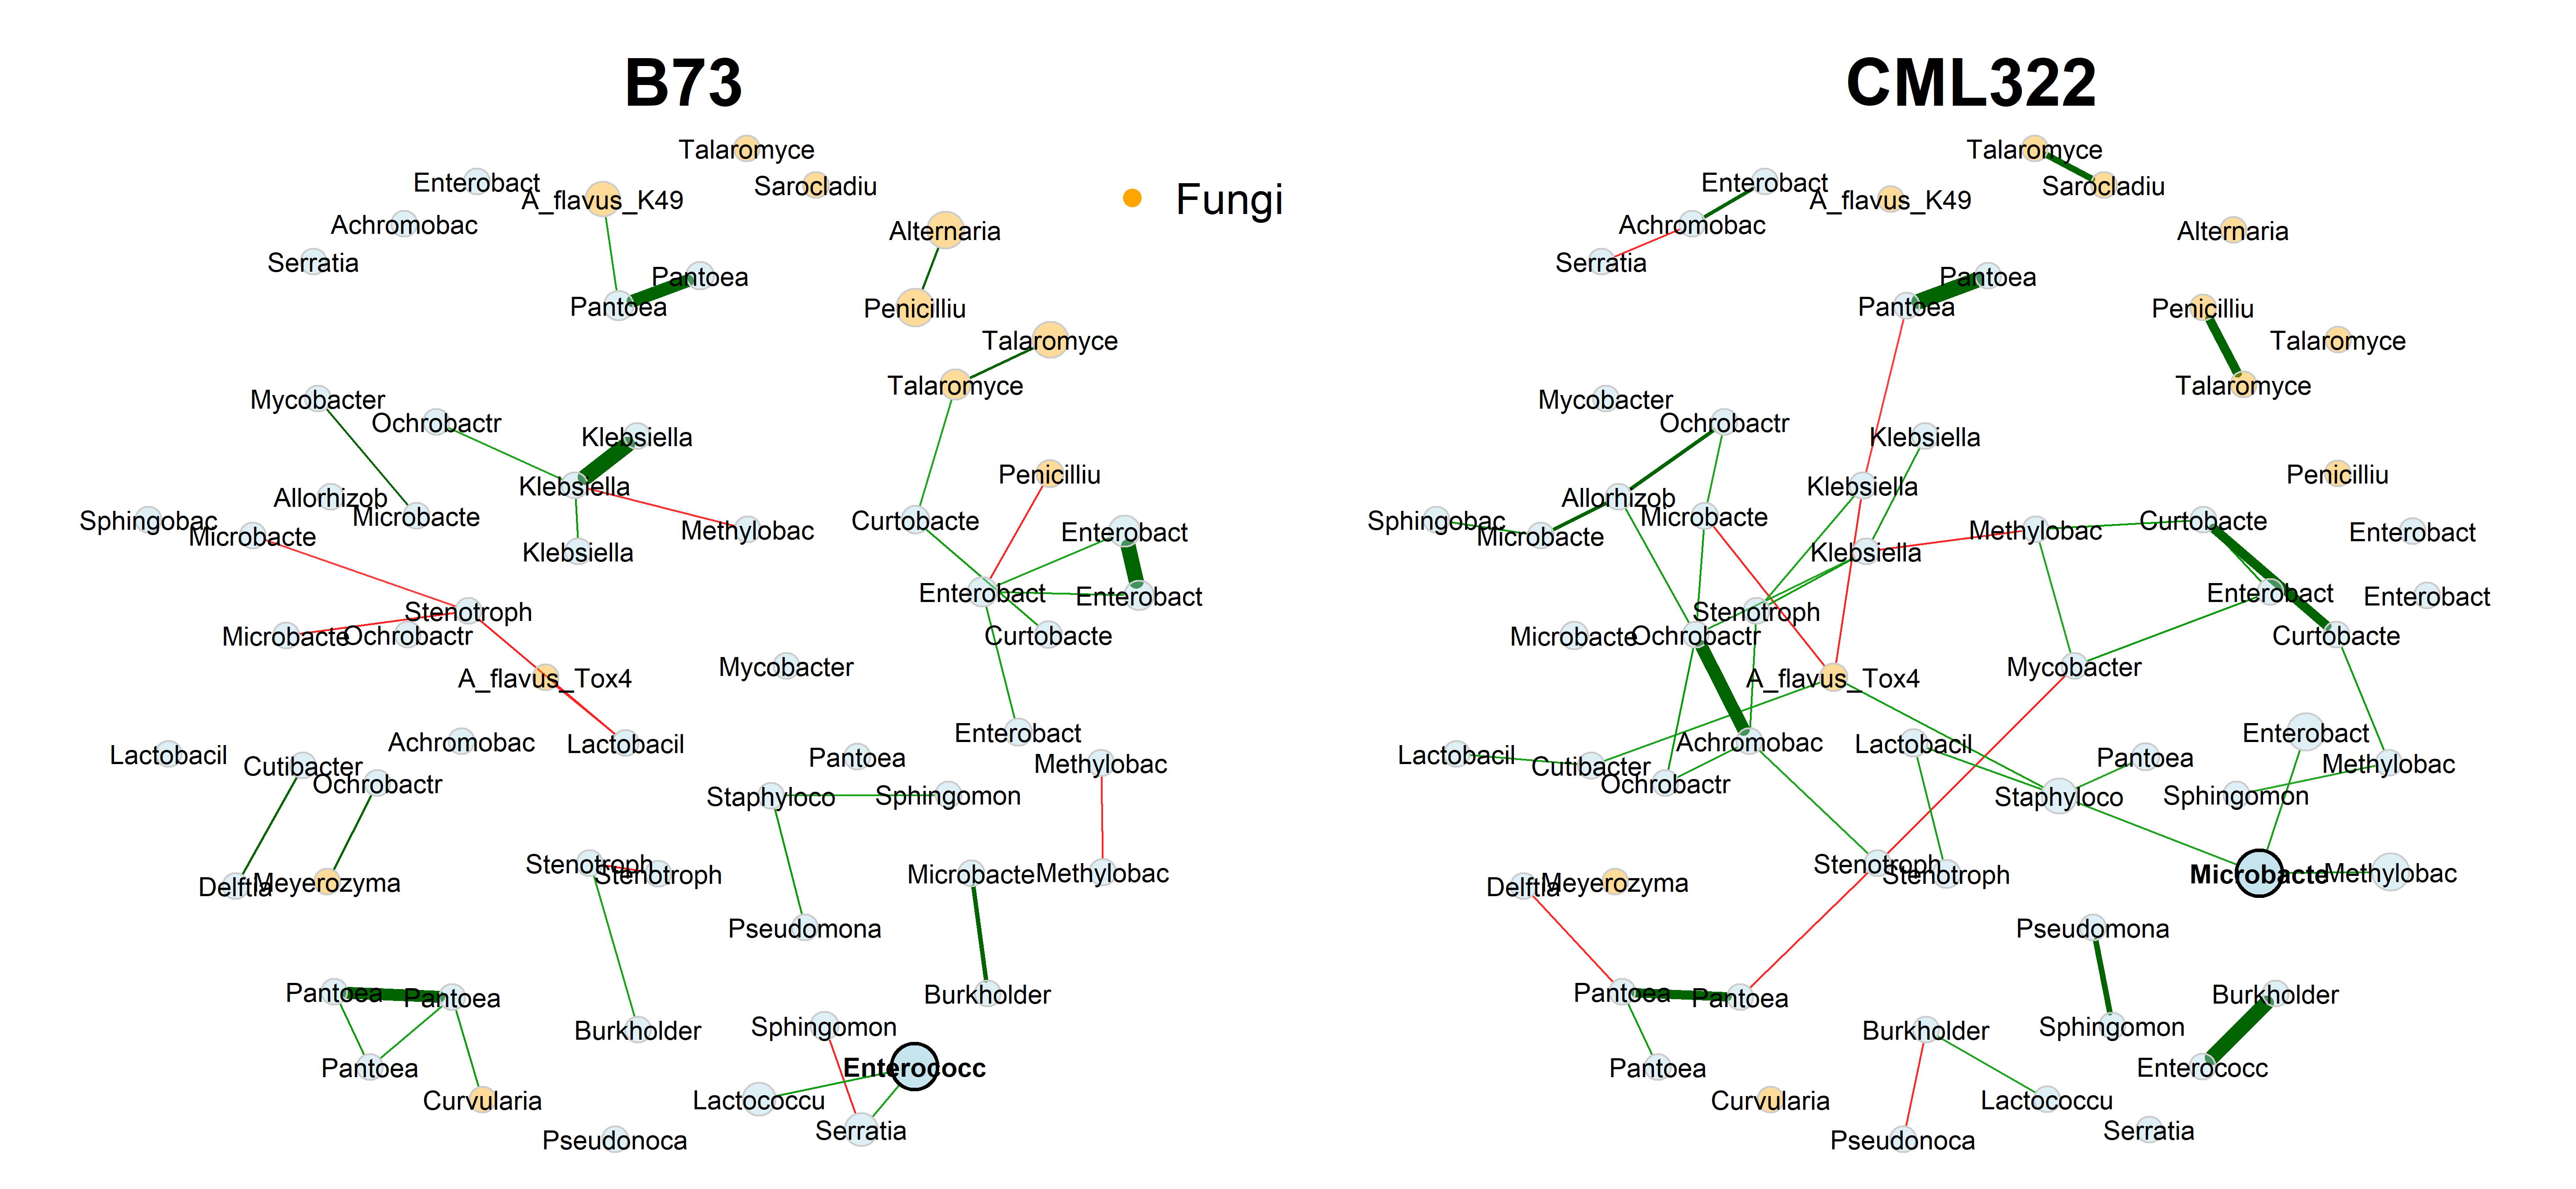 B73
CML322
Fungi
Talaromyce
Enterobact
Sarocladiu
A_flavus_K49
Achromobac
Alternaria
Serratia
Pantoea
Pantoea
Penicilliu
Talaromyce
Talaromyce
Mycobacter
Ochrobactr
Klebsiella
Klebsiella
Penicilliu
Allorhizob
Microbacte
Sphingobac
Microbacte
Methylobac
Curtobacte
Enterobact
Klebsiella
Enterobact
Enterobact
Stenotroph
Microbacte
Ochrobactr
Curtobacte
Mycobacter
A_flavus_Tox4
Enterobact
Achromobac
Lactobacil
Lactobacil
Cutibacter
Pantoea
Methylobac
Ochrobactr
Staphyloco
Sphingomon
Stenotroph
Stenotroph
Microbacte
Methylobac
Delftia
Meyerozyma
Pseudomona
Pantoea
Pantoea
Burkholder
Burkholder
Sphingomon
Pantoea
Enterococc
Curvularia
Lactococcu
Serratia
Pseudonoca
Talaromyce
Enterobact
Sarocladiu
A_flavus_K49
Achromobac
Alternaria
Serratia
Pantoea
Pantoea
Penicilliu
Talaromyce
Talaromyce
Mycobacter
Ochrobactr
Klebsiella
Penicilliu
Klebsiella
Allorhizob
Microbacte
Sphingobac
Microbacte
Methylobac
Curtobacte
Enterobact
Klebsiella
Enterobact
Enterobact
Stenotroph
Microbacte
Ochrobactr
Curtobacte
Mycobacter
A_flavus_Tox4
Enterobact
Achromobac
Lactobacil
Lactobacil
Cutibacter
Pantoea
Methylobac
Ochrobactr
Staphyloco
Sphingomon
Stenotroph
Stenotroph
Microbacte
Methylobac
Delftia
Meyerozyma
Pseudomona
Pantoea
Pantoea
Burkholder
Burkholder
Sphingomon
Pantoea
Enterococc
Curvularia
Lactococcu
Serratia
Pseudonoca